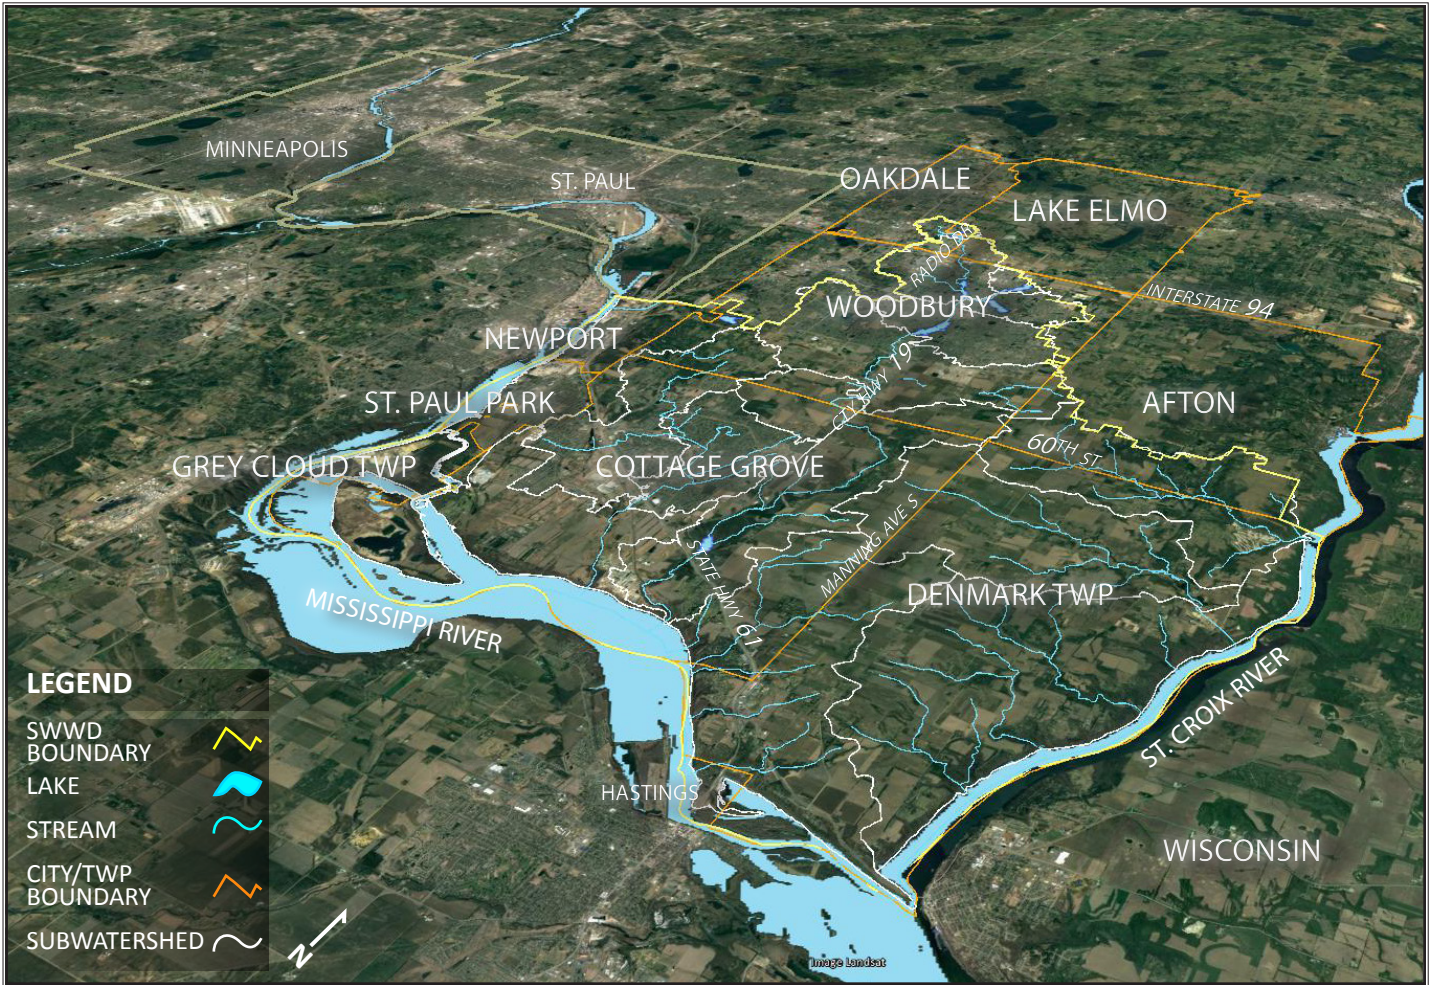 MINNEAPOLIS
ST. PAUL
OAKDALE
LAKE ELMO
RADIO DR
INTERSTATE 94
WOODBURY
NEWPORT
CTY HWY 19
ST. PAUL PARK
AFTON
60TH ST
GREY CLOUD TWP
COTTAGE GROVE
MANNING AVE S
STATE HWY 61
DENMARK TWP
MISSISSIPPI RIVER
ST. CROIX RIVER
HASTINGS
WISCONSIN
LEGEND
SWWD
BOUNDARY
LAKE
STREAM
CITY/TWP
BOUNDARY
SUBWATERSHED
N
Image Landsat